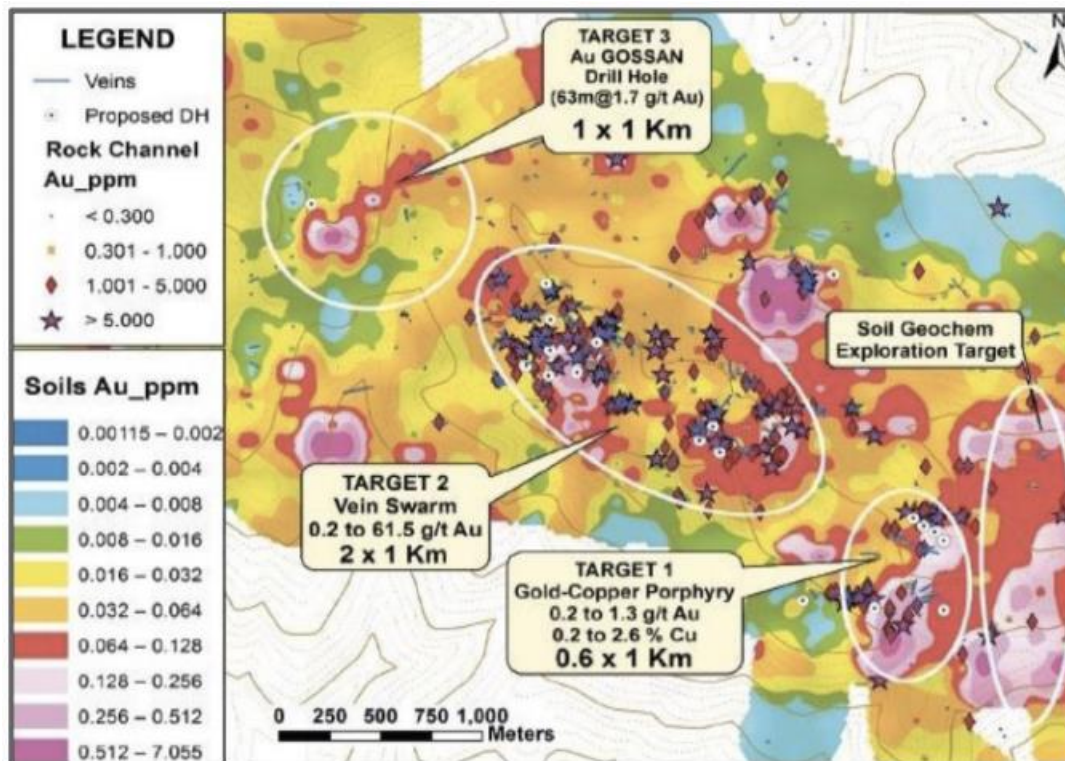 LEGEND
Veins
Proposed DH
Rock Channel
Au_ppm
< 0.300
0.301 - 1.000
1.001 - 5.000
> 5.000
Soils Au_ppm
0.00115 – 0.002
0.002 – 0.004
0.004 – 0.008
0.008 – 0.016
0.016 – 0.032
0.032 – 0.064
0.064 – 0.128
0.128 – 0.256
0.256 – 0.512
0.512 – 7.055
N
TARGET 3
Au GOSSAN
Drill Hole
(63m@1.7 g/t Au)
1 x 1 Km
Soil Geochem
Exploration Target
TARGET 2
Vein Swarm
0.2 to 61.5 g/t Au
2 x 1 Km
TARGET 1
Gold-Copper Porphyry
0.2 to 1.3 g/t Au
0.2 to 2.6 % Cu
0.6 x 1 Km
0 250 500 750 1,000
Meters